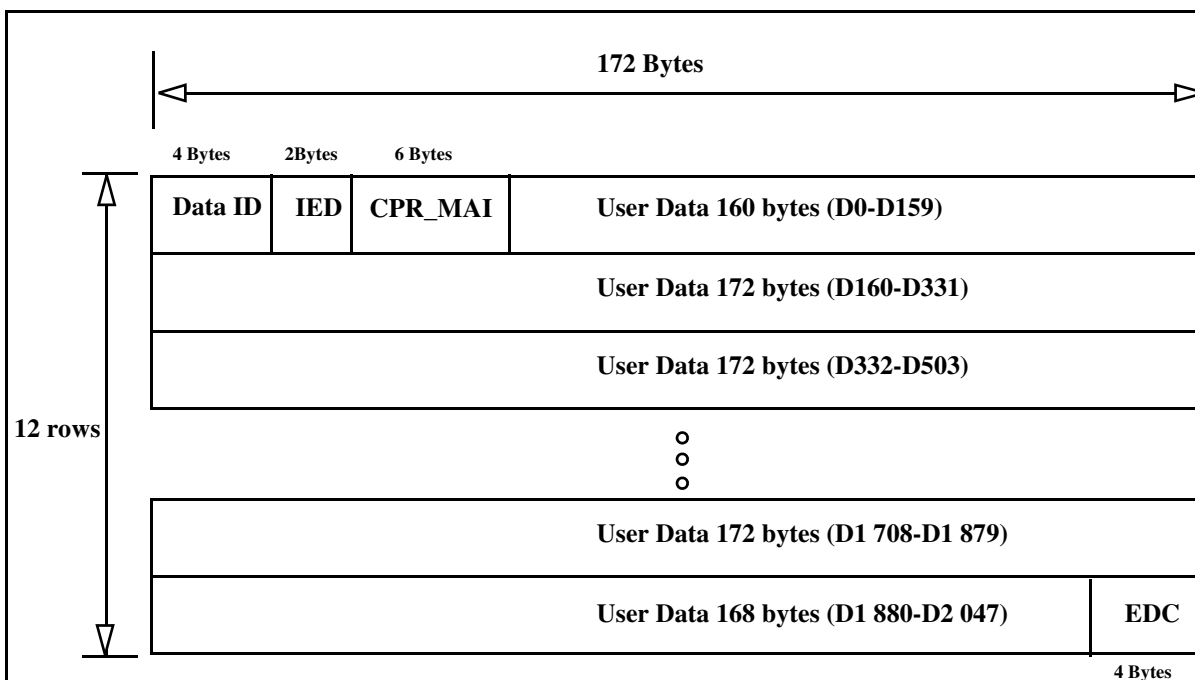 172 Bytes
4 Bytes 2Bytes 6 Bytes
Data ID IED CPR_MAI User Data 160 bytes (D0-D159)
User Data 172 bytes (D160-D331)
User Data 172 bytes (D332-D503)
12 rows
User Data 172 bytes (D1 708-D1 879)
User Data 168 bytes (D1 880-D2 047) EDC
4 Bytes